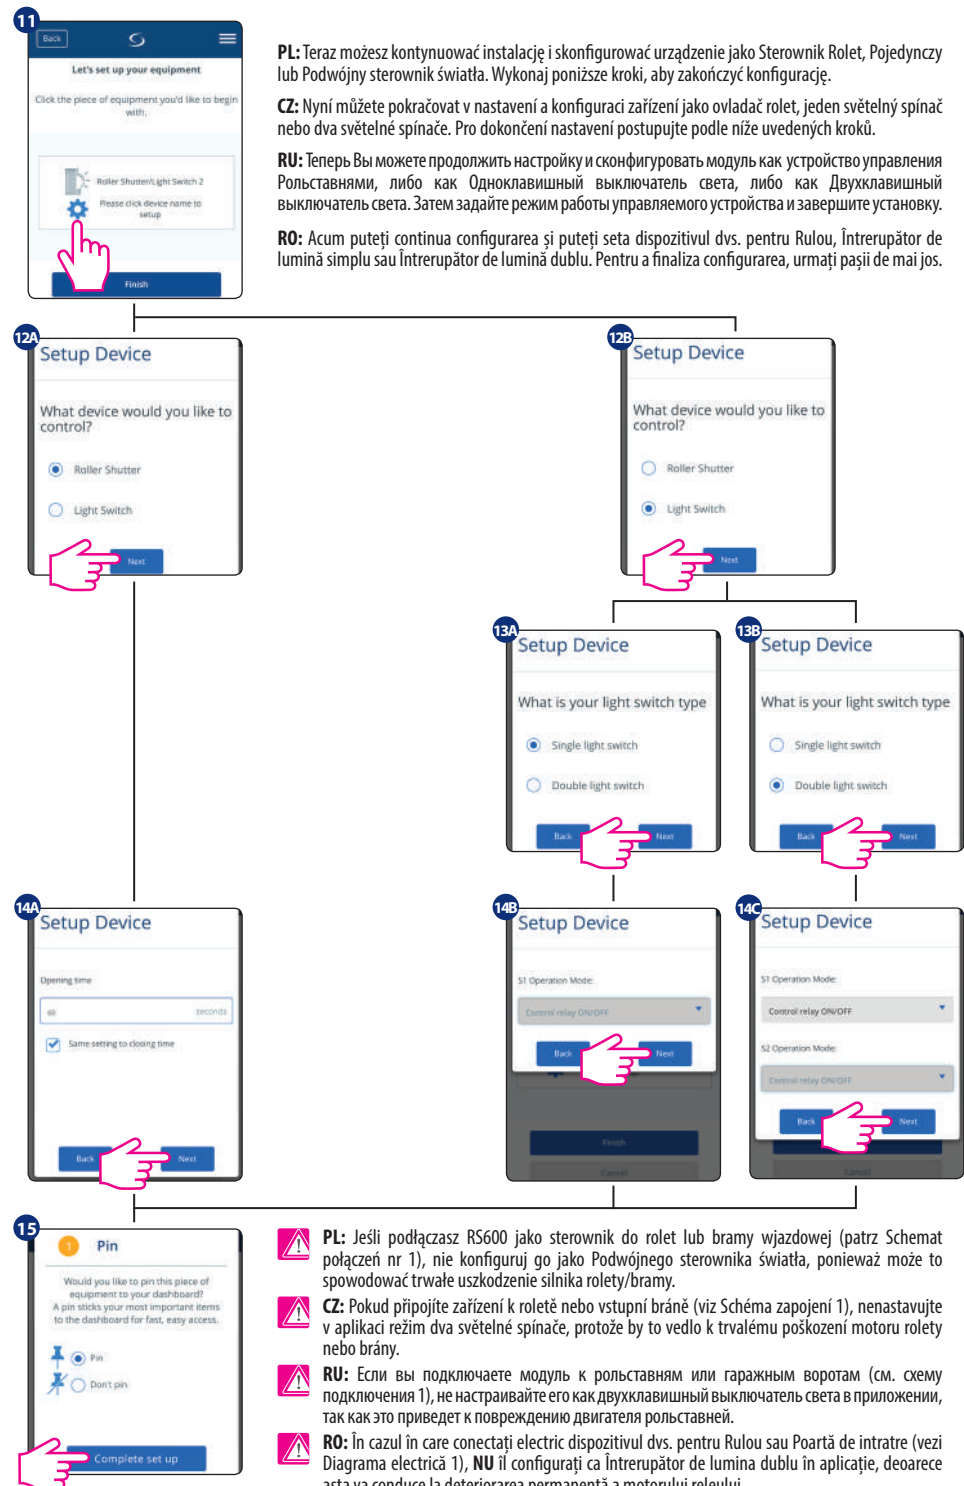 11
Back
Let's set up your equipment
Click the piece of equipment you'd like to begin
with.
Roller Shutter/Light Switch 2
Please click device name to
setup
Finish
PL: Teraz możesz kontynuować instalację i skonfigurować urządzenie jako Sterownik Rolet, Pojedynczy
lub Podwójny sterownik światła. Wykonaj poniższe kroki, aby zakończyć konfigurację.
CZ: Nyní můžete pokračovat v nastavení a konfiguraci zařízení jako ovladač rolet, jeden světelný spínač
nebo dva světelné spínače. Pro dokončení nastavení postupujte podle níže uvedených kroků.
RU: Теперь Вы можете продолжить настройку и сконфигуровать модуль как устройство управления
Рольставнями, либо как Одноклавишный выключатель света, либо как Двухклавишный
выключатель света. Затем задайте режим работы управляемого устройства и завершите установку.
RO: Acum puteți continua configurarea și puteți seta dispozitivul dvs. pentru Rulou, Întrerupător de
lumină simplu sau Întrerupător de lumină dublu. Pentru a finaliza configurarea, urmați pașii de mai jos.
12A
Setup Device
What device would you like to
control?
Roller Shutter
Light Switch
Next
12B
Setup Device
What device would you like to
control?
Roller Shutter
Light Switch
Next
13A
Setup Device
What is your light switch type
Single light switch
Double light switch
Back
Next
13B
Setup Device
What is your light switch type
Single light switch
Double light switch
Back
Next
14A
Setup Device
Opening time
seconds
Same setting to closing time
Back
Next
14B
Setup Device
S1 Operation Mode:
Control relay ON/OFF
Back
Next
Finish
Cancel
14C
Setup Device
S1 Operation Mode:
Control relay ON/OFF
S2 Operation Mode:
Control relay ON/OFF
Back
Next
Cancel
15
1 Pin
Would you like to pin this piece of
equipment to your dashboard?
A pin sticks your most important items
to the dashboard for fast, easy access.
Pin
Don't pin
Complete set up
PL: Jeśli podłączasz RS600 jako sterownik do rolet lub bramy wjazdowej (patrz Schemat
połączeń nr 1), nie konfiguruj go jako Podwójnego sterownika światła, ponieważ może to
spowodować trwałe uszkodzenie silnika rolety/bramy.
CZ: Pokud připojíte zařízení k roletě nebo vstupní bráně (viz Schéma zapojení 1), nenastavujte
v aplikaci režim dva světelné spínače, protože by to vedlo k trvalému poškození motoru rolety
nebo brány.
RU: Если вы подключаете модуль к рольставням или гаражным воротам (см. схему
подключения 1), не настраивайте его как двухклавишный выключатель света в приложении,
так как это приведет к повреждению двигателя рольставней.
RO: În cazul în care conectați electric dispozitivul dvs. pentru Rulou sau Poartă de intratre (vezi
Diagrama electrică 1), NU îl configurați ca Întrerupător de lumina dublu în aplicație, deoarece
asta va conduce la deteriorarea permanentă a motorului releului.